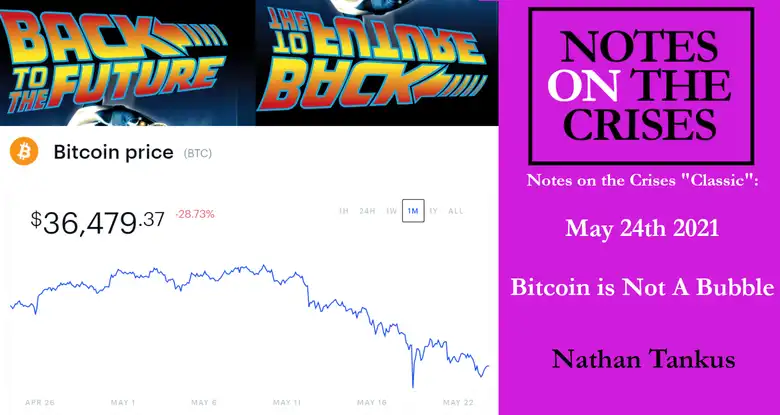 BACK
TO
THE FUTURE
BACK
TO
THE FUTURE
Bitcoin price (BTC)
$36,479.37 -28.73%
1H 24H 1W 1M 1Y ALL
APR 26 MAY 1 MAY 6 MAY 11 MAY 16 MAY 22
NOTES
ON THE
CRISES
Notes on the Crises "Classic":
May 24th 2021
Bitcoin is Not A Bubble
Nathan Tankus